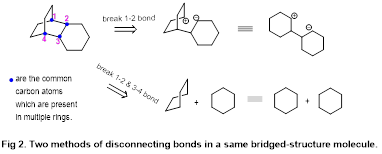 1 2
4 3
break 1-2 bond
break 1-2 & 3-4 bond
+ +
are the common
carbon atoms
which are present
in multiple rings.
Fig 2. Two methods of disconnecting bonds in a same bridged-structure molecule.